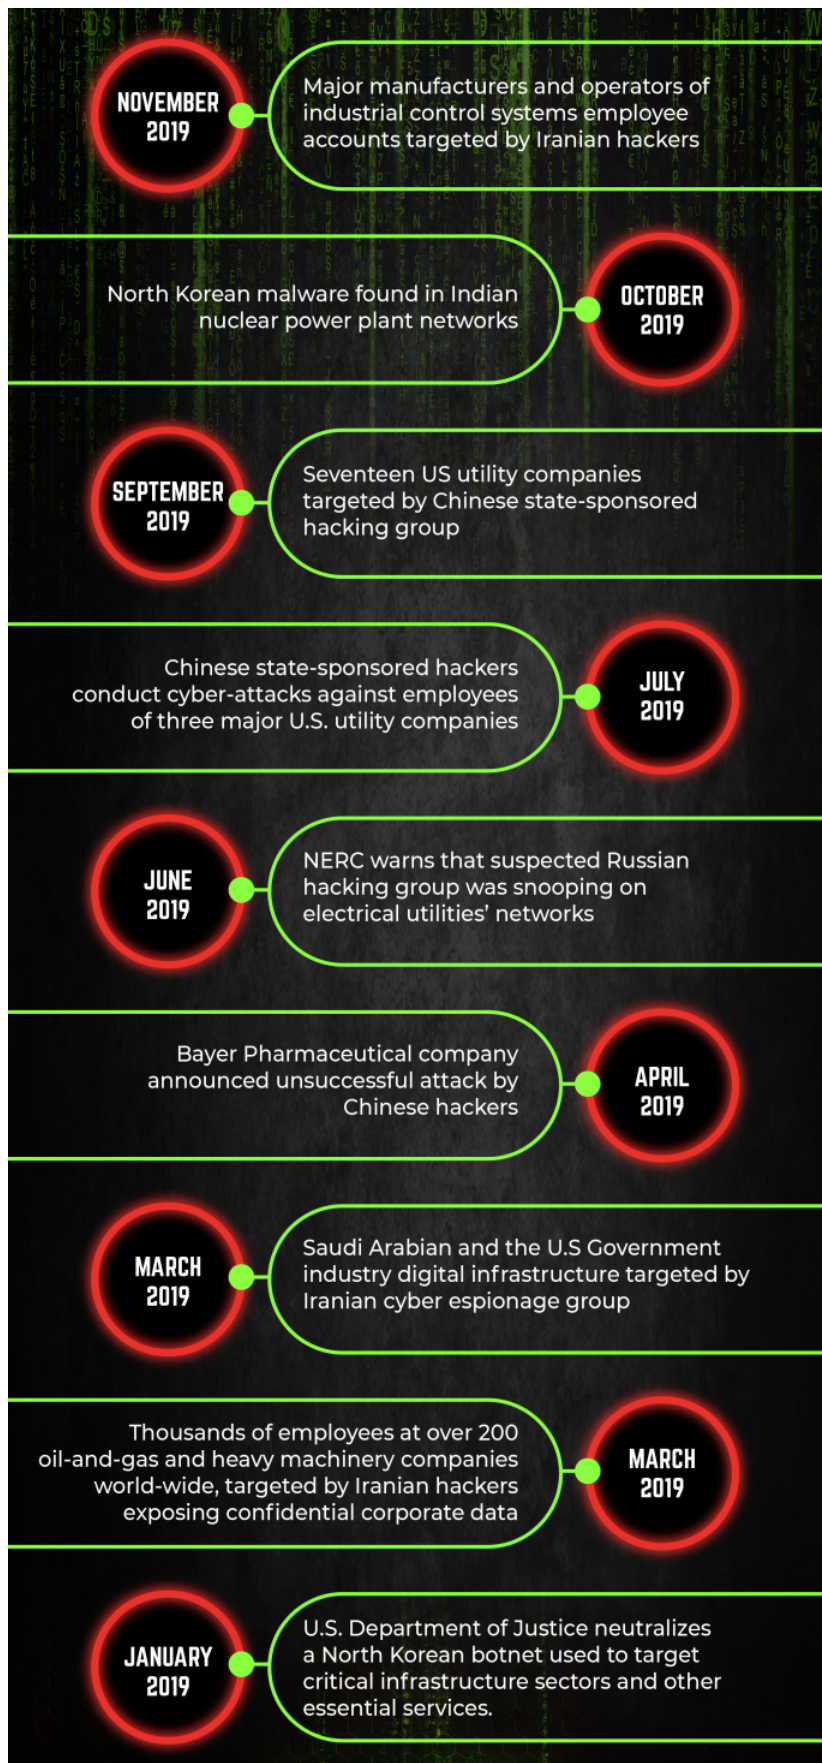 NOVEMBER
2019
Major manufacturers and operators of
industrial control systems employee
accounts targeted by Iranian hackers
North Korean malware found in Indian
nuclear power plant networks
OCTOBER
2019
SEPTEMBER
2019
Seventeen US utility companies
targeted by Chinese state-sponsored
hacking group
Chinese state-sponsored hackers
conduct cyber-attacks against employees
of three major U.S. utility companies
JULY
2019
JUNE
2019
NERC warns that suspected Russian
hacking group was snooping on
electrical utilities’ networks
Bayer Pharmaceutical company
announced unsuccessful attack by
Chinese hackers
APRIL
2019
MARCH
2019
Saudi Arabian and the U.S Government
industry digital infrastructure targeted by
Iranian cyber espionage group
Thousands of employees at over 200
oil-and-gas and heavy machinery companies
world-wide, targeted by Iranian hackers
exposing confidential corporate data
MARCH
2019
JANUARY
2019
U.S. Department of Justice neutralizes
a North Korean botnet used to target
critical infrastructure sectors and other
essential services.